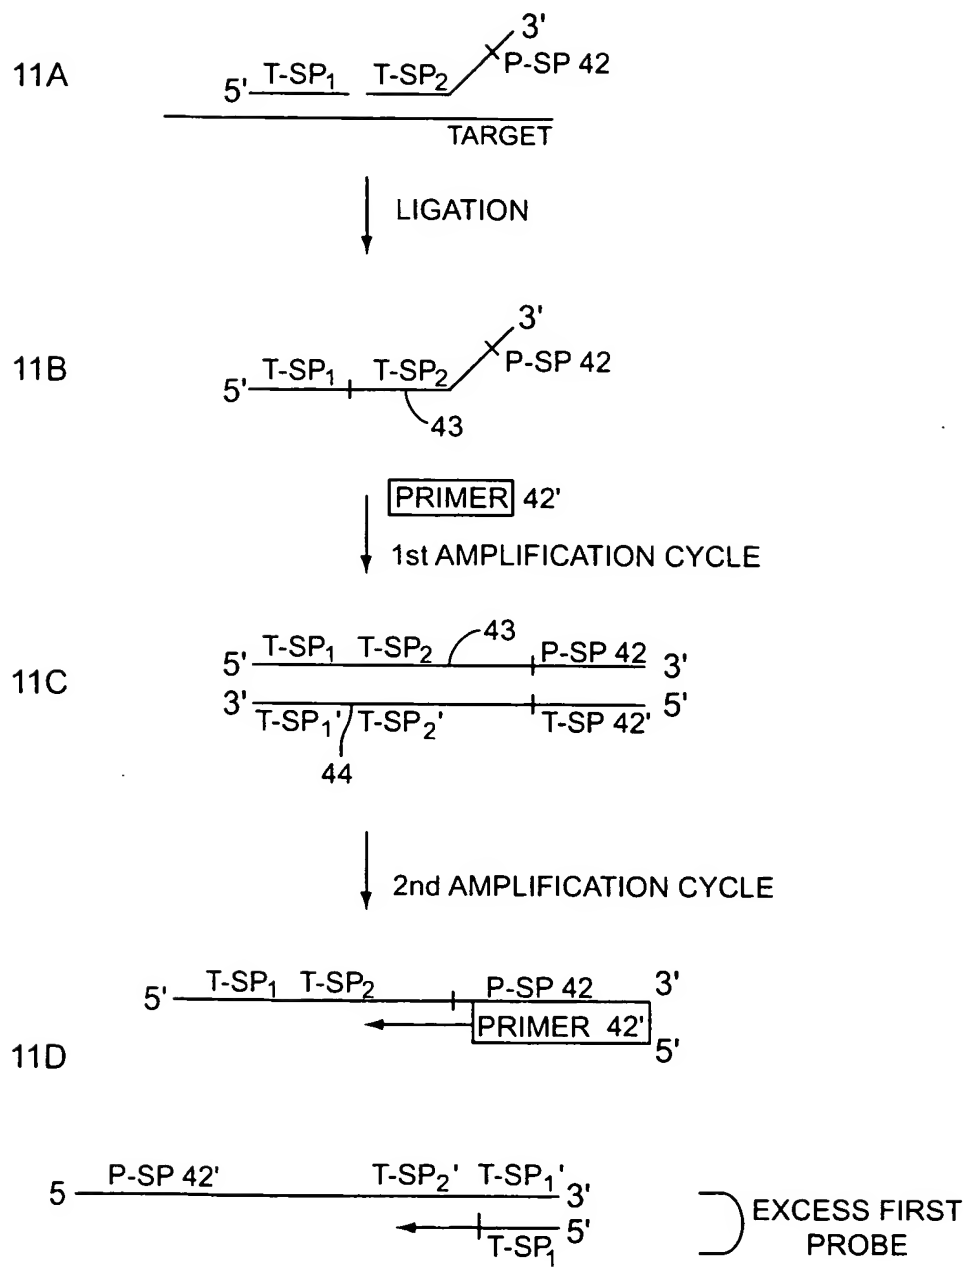 11A
5' T-SP1 T-SP2 3'
P-SP 42
TARGET
LIGATION
11B
5' T-SP1 T-SP2 3'
P-SP 42
43
PRIMER 42'
1st AMPLIFICATION CYCLE
11C
5' T-SP1 T-SP2 43 P-SP 42 3'
3' T-SP1' T-SP2' T-SP 42' 5'
44
2nd AMPLIFICATION CYCLE
11D
5' T-SP1 T-SP2 P-SP 42 3'
PRIMER 42' 5'
5 P-SP 42' T-SP2' T-SP1' 3'
T-SP1 5'
EXCESS FIRST
PROBE